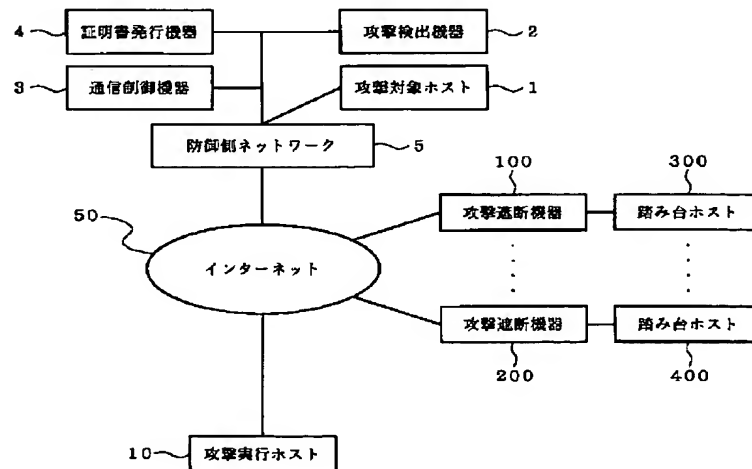 4 証明書発行機器 攻撃検出機器 2
3 通信制御機器 攻撃対象ホスト 1
防御側ネットワーク 5
100 300
50 攻撃遮断機器 踏み台ホスト
インターネット
攻撃遮断機器 踏み台ホスト
200 400
10 攻撃実行ホスト